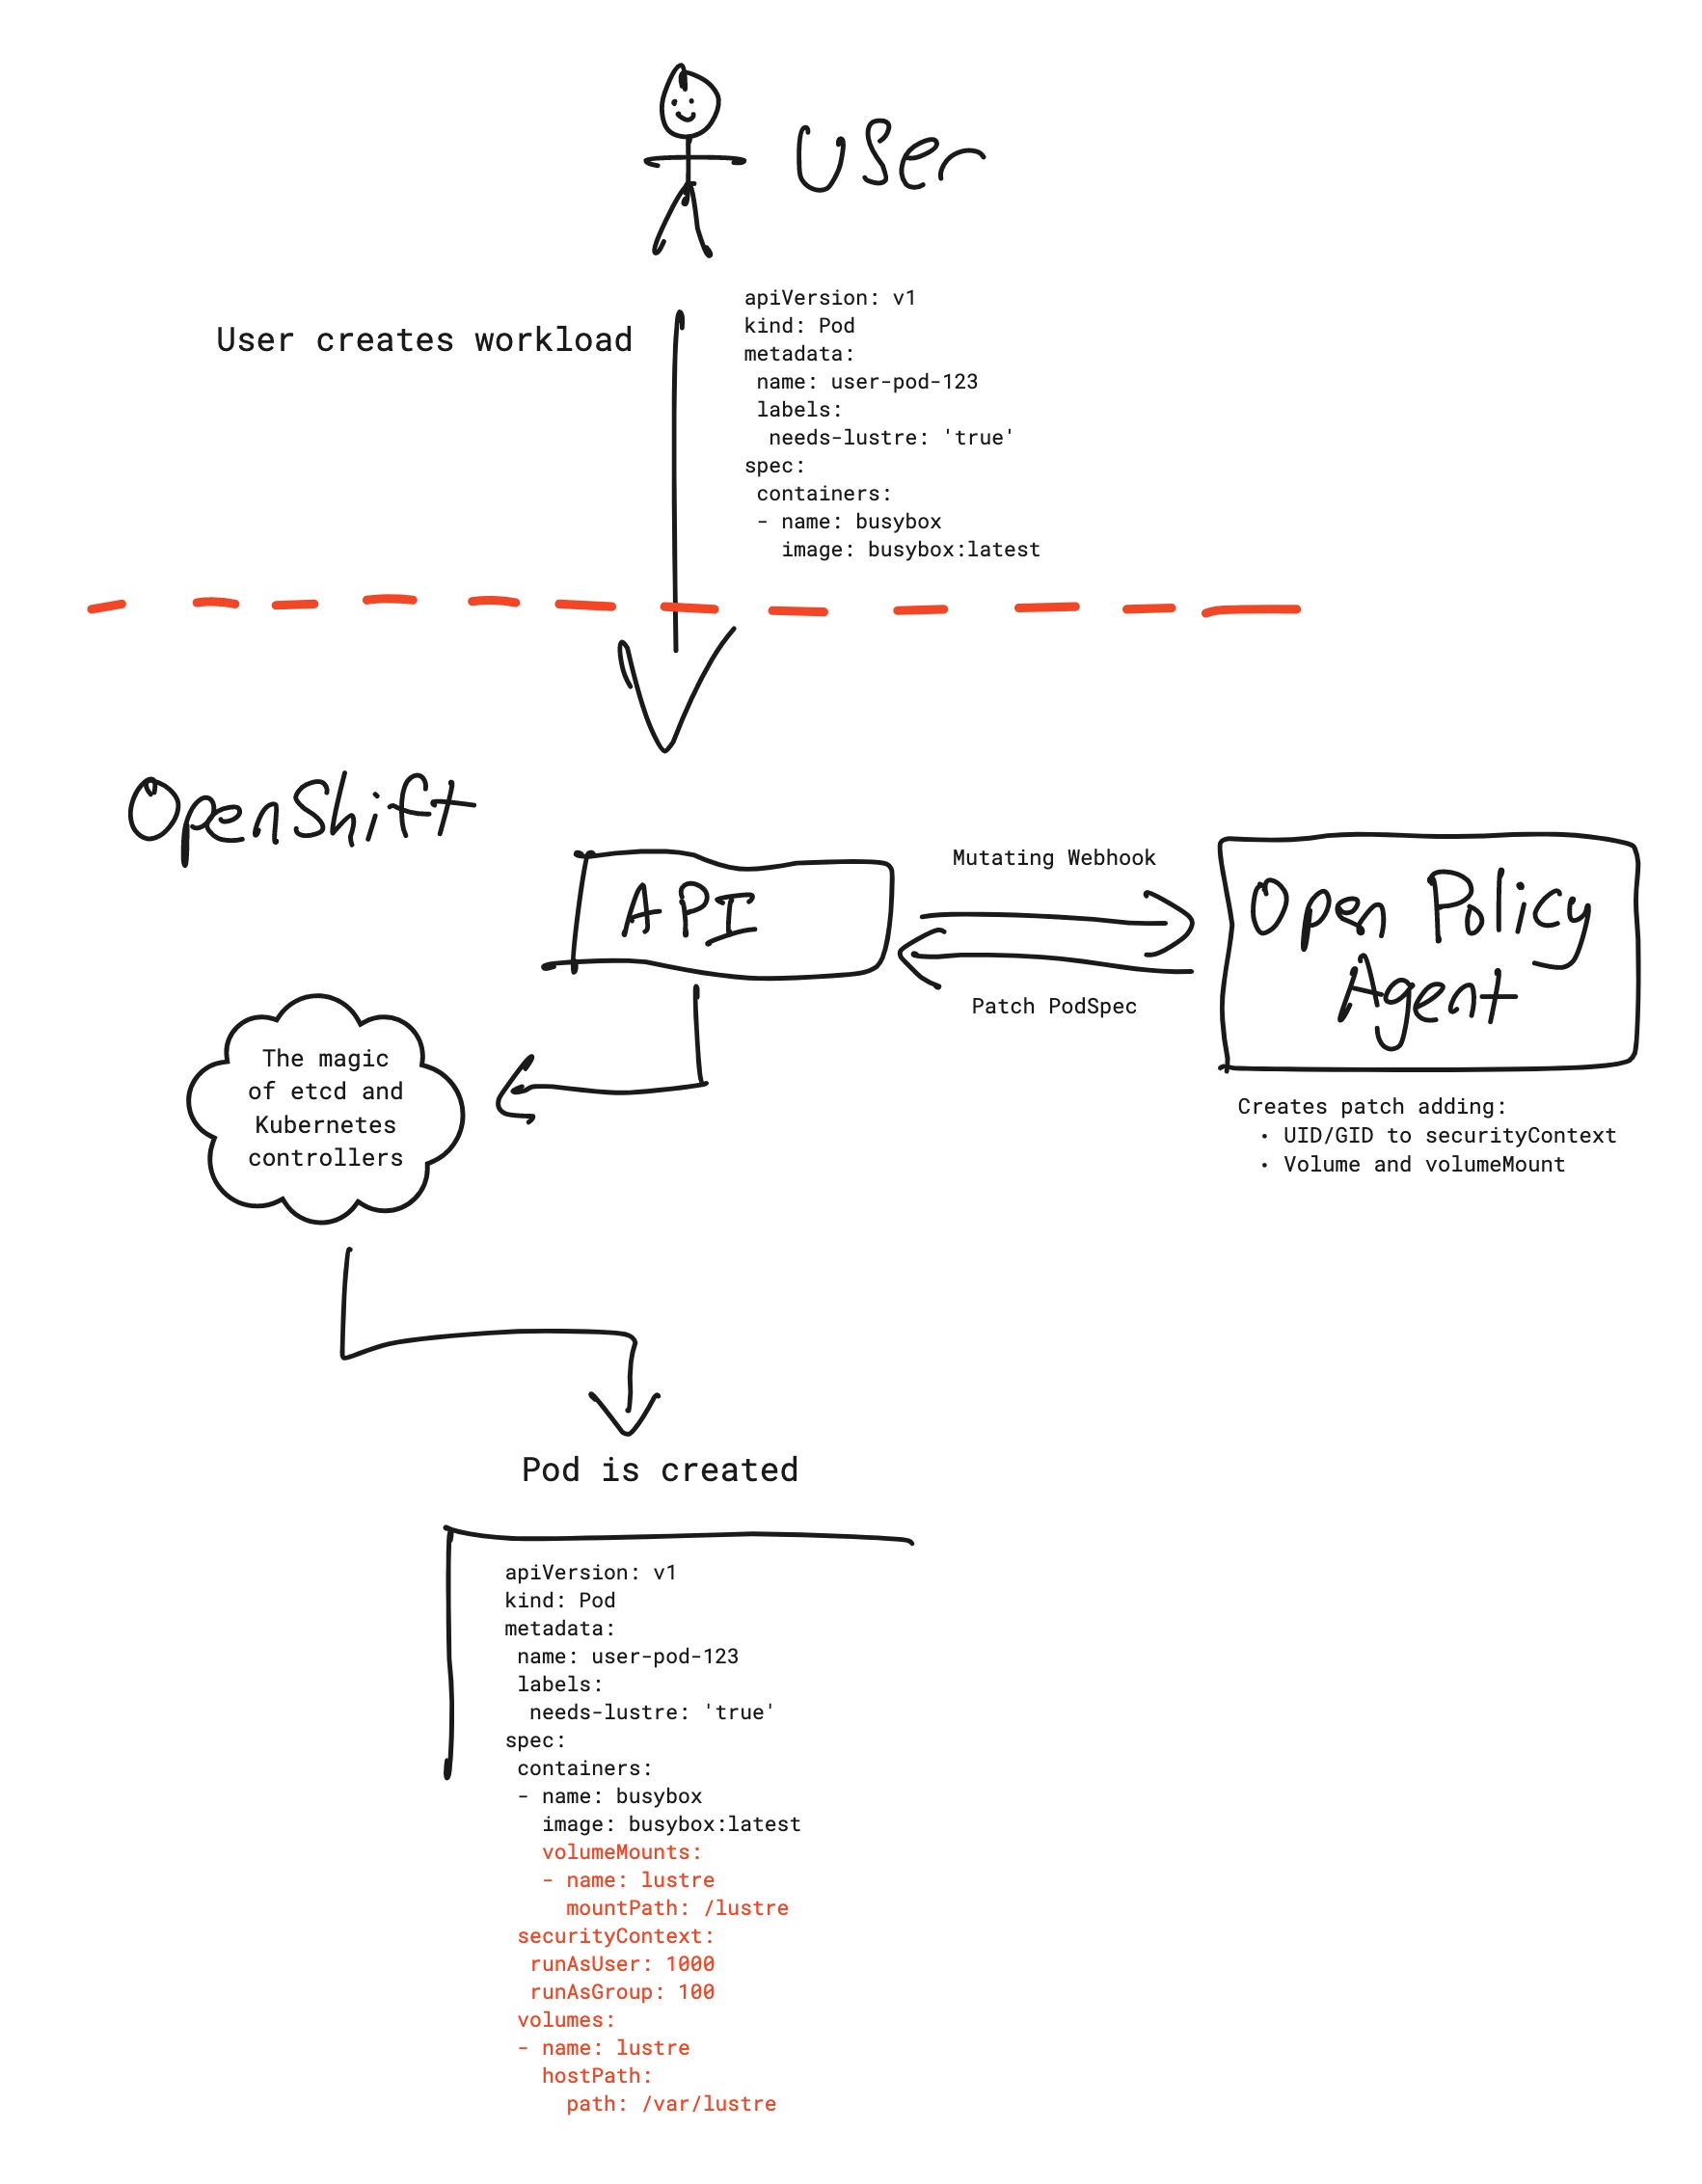 User
User creates workload
apiVersion: v1
kind: Pod
metadata:
 name: user-pod-123
 labels:
  needs-lustre: 'true'
spec:
 containers:
 - name: busybox
   image: busybox:latest
OpenShift
API
Mutating Webhook
Patch PodSpec
Open Policy
Agent
Creates patch adding:
• UID/GID to securityContext
• Volume and volumeMount
The magic
of etcd and
Kubernetes
controllers
Pod is created
apiVersion: v1
kind: Pod
metadata:
 name: user-pod-123
 labels:
  needs-lustre: 'true'
spec:
 containers:
 - name: busybox
   image: busybox:latest
   volumeMounts:
   - name: lustre
     mountPath: /lustre
 securityContext:
  runAsUser: 1000
  runAsGroup: 100
 volumes:
 - name: lustre
   hostPath:
     path: /var/lustre